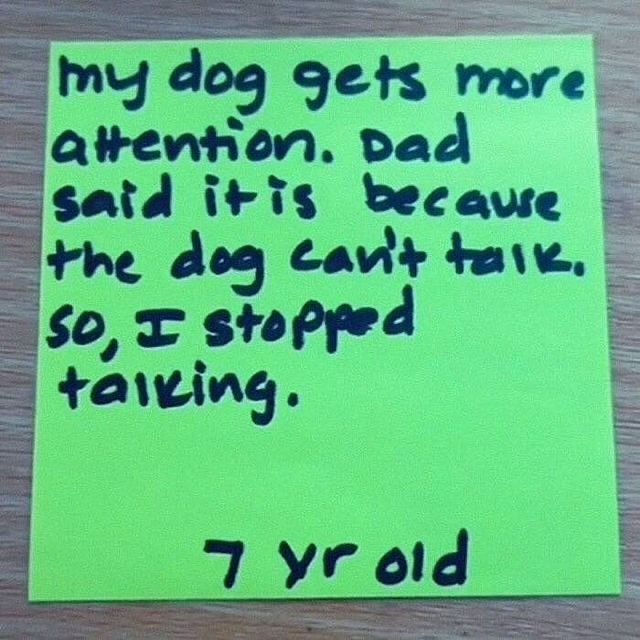 my dog gets more
attention. Dad
said it is because
the dog can't talk.
so, I stopped
talking.
7 yr old